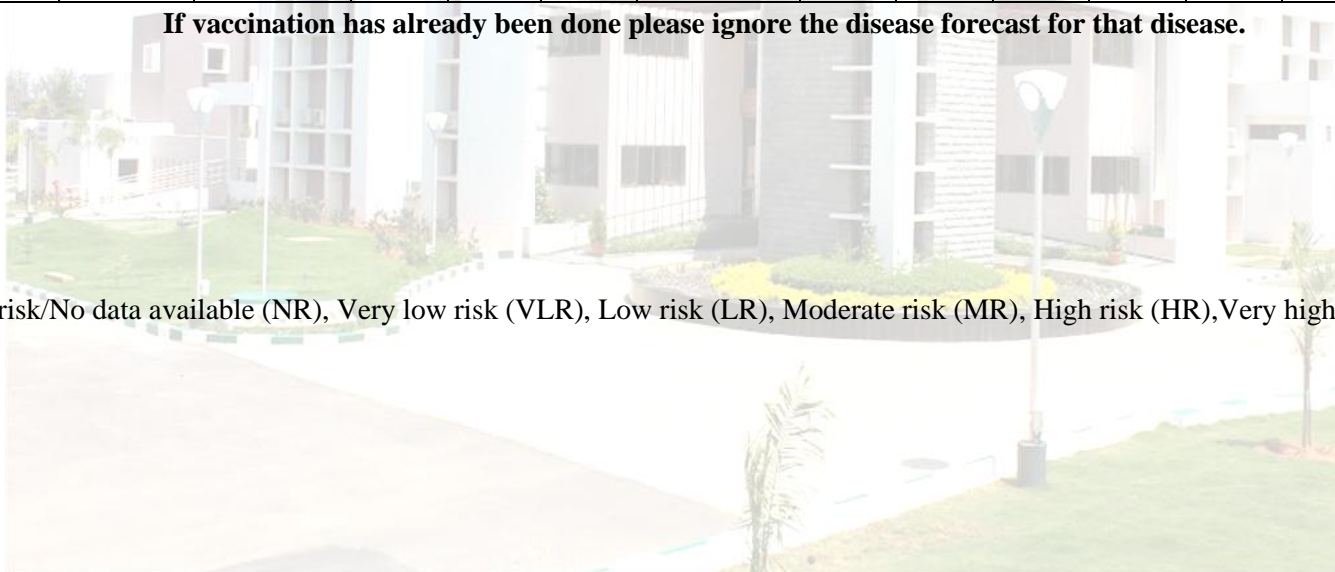 If vaccination has already been done please ignore the disease forecast for that disease.
risk/No data available (NR), Very low risk (VLR), Low risk (LR), Moderate risk (MR), High risk (HR),Very high